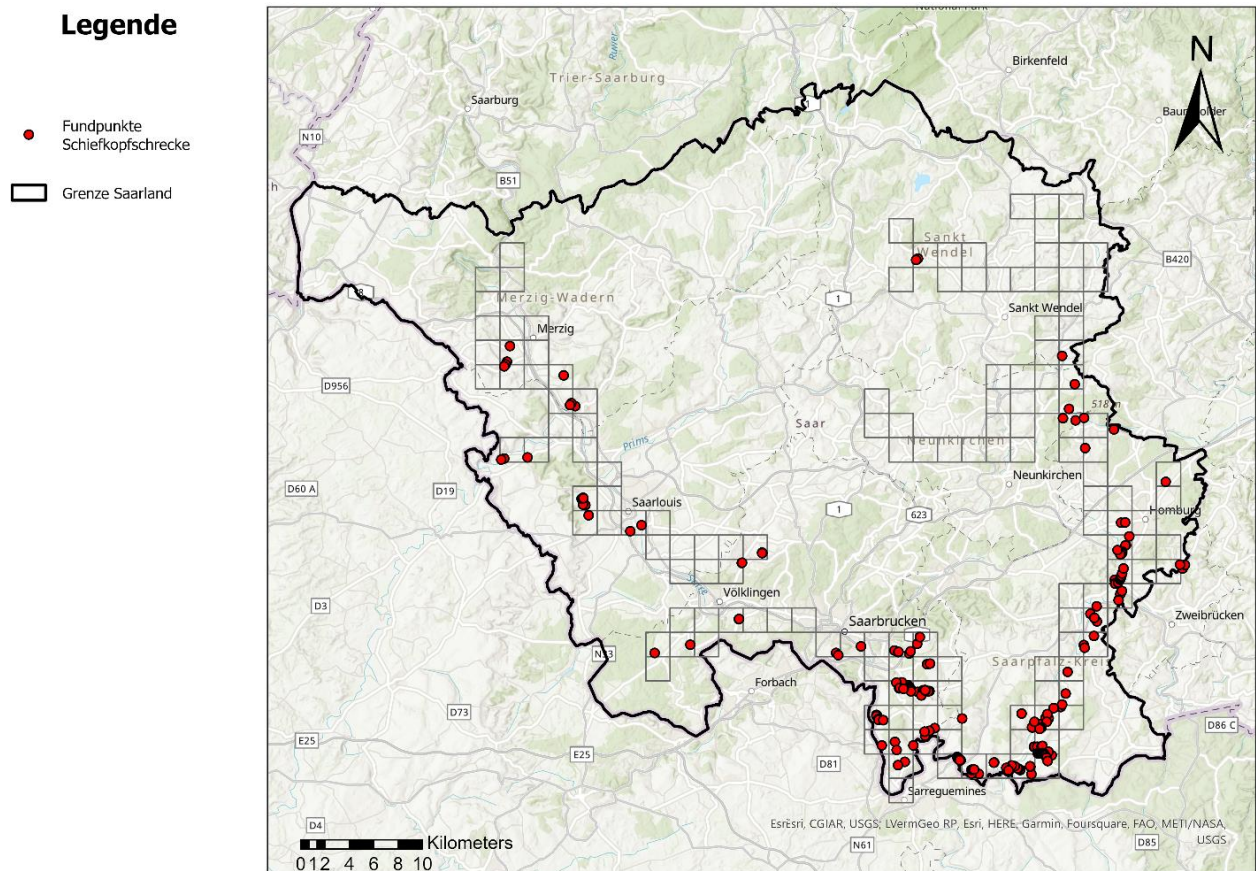 Legende
Fundpunkte
Schiefkopfschrecke
Grenze Saarland
N
Birkenfeld
Trier-Saarburg
Ruwer
Saarburg
N10
B51
1
B420
Sankt
Wendel
Merzig-Wadern
8
1
Sankt Wendel
Merzig
D956
518 m
Saar
Prims
Neunkirchen
Neunkirchen
D60 A
D19
Saarlouis
1
623
Homburg
Völklingen
D3
Saarbrucken
Zweibrücken
Saarpfalz-Kreis
Forbach
D73
D86 C
E25
E25
D81
Sarreguemines
D4
N61
D85
Kilometers
0 1 2 4 6 8 10
Esri, CGIAR, USGS; LVermGeo RP, Esri, HERE, Garmin, Foursquare, FAO, METI/NASA,
USGS